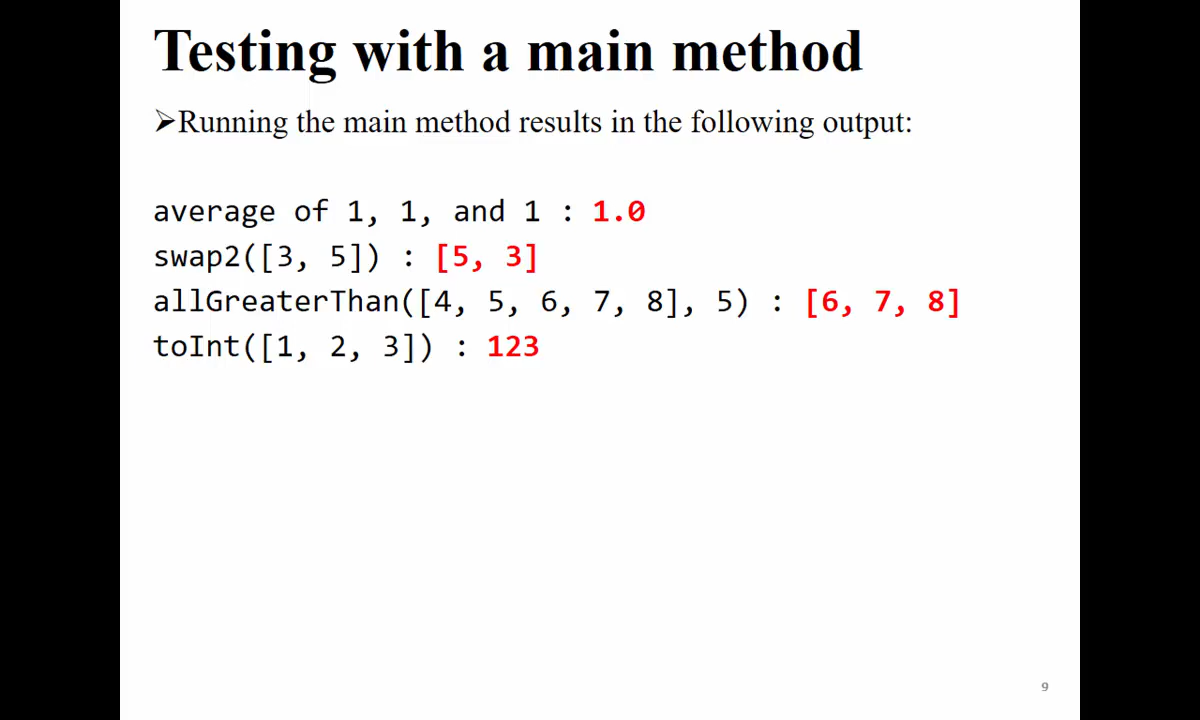 Testing with a main method
➢Running the main method results in the following output:
average of 1, 1, and 1 : 1.0
swap2([3, 5]) : [5, 3]
allGreaterThan([4, 5, 6, 7, 8], 5) : [6, 7, 8]
toInt([1, 2, 3]) : 123
9